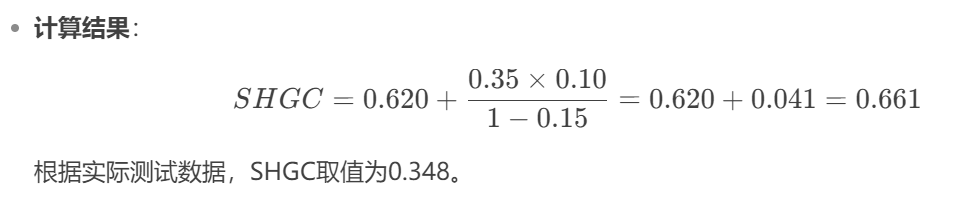 • 计算结果：
SHGC = 0.620 + \frac{0.35 × 0.10}{1 − 0.15} = 0.620 + 0.041 = 0.661
根据实际测试数据，SHGC取值为0.348。